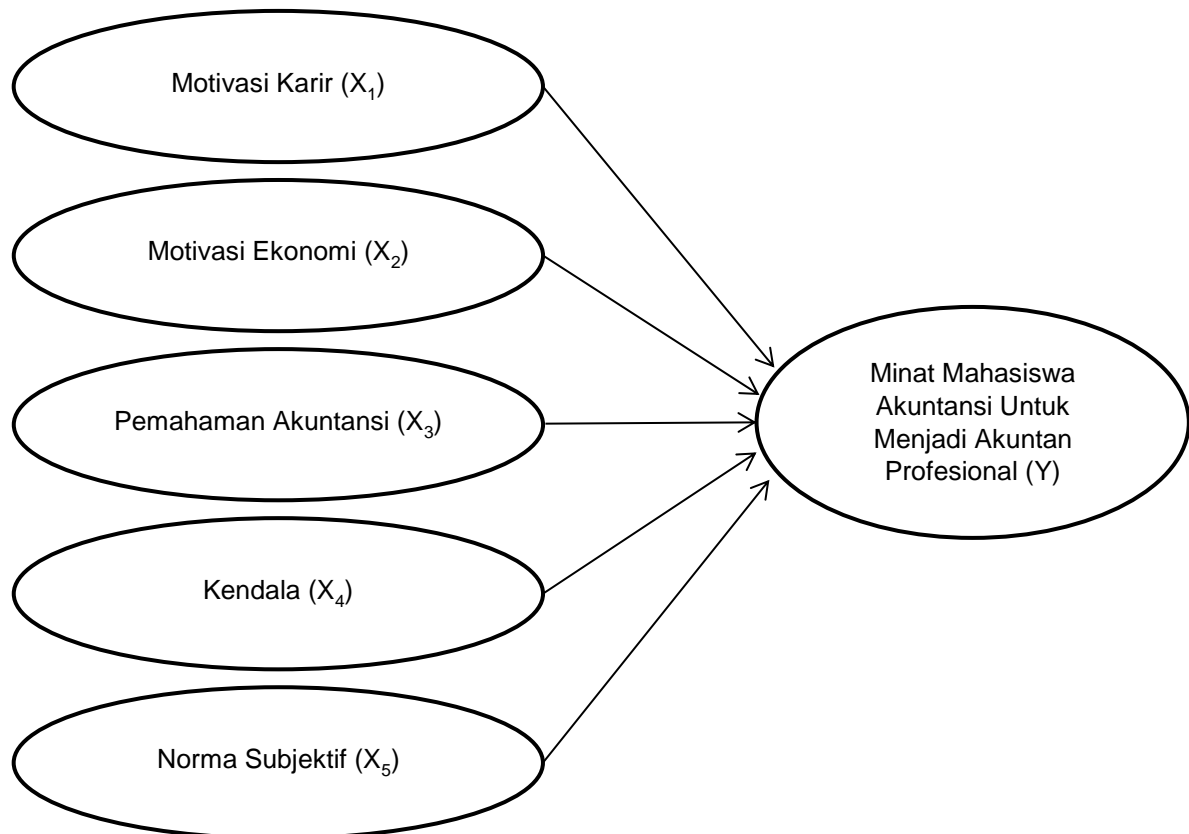 Motivasi Karir (X₁)
Motivasi Ekonomi (X₂)
Pemahaman Akuntansi (X₃)
Kendala (X₄)
Norma Subjektif (X₅)
Minat Mahasiswa
Akuntansi Untuk
Menjadi Akuntan
Profesional (Y)